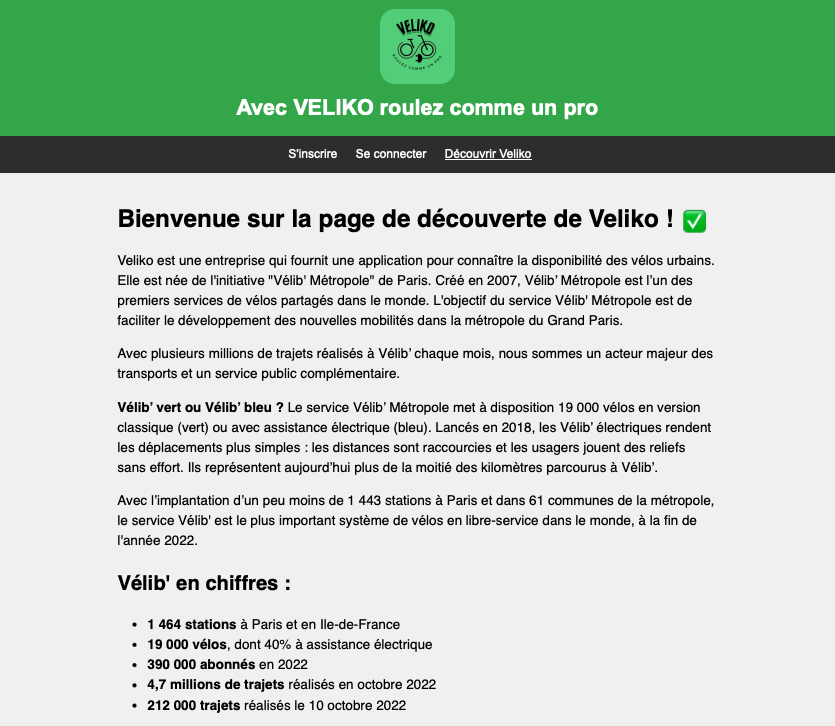 VELIKO
ROULEZ COMME UN PRO
Avec VELIKO roulez comme un pro
S'inscrire Se connecter Découvrir Veliko
Bienvenue sur la page de découverte de Veliko ! ✅
Veliko est une entreprise qui fournit une application pour connaître la disponibilité des vélos urbains.
Elle est née de l'initiative "Vélib' Métropole" de Paris. Créé en 2007, Vélib’ Métropole est l’un des
premiers services de vélos partagés dans le monde. L'objectif du service Vélib' Métropole est de
faciliter le développement des nouvelles mobilités dans la métropole du Grand Paris.
Avec plusieurs millions de trajets réalisés à Vélib’ chaque mois, nous sommes un acteur majeur des
transports et un service public complémentaire.
Vélib’ vert ou Vélib’ bleu ? Le service Vélib’ Métropole met à disposition 19 000 vélos en version
classique (vert) ou avec assistance électrique (bleu). Lancés en 2018, les Vélib’ électriques rendent
les déplacements plus simples : les distances sont raccourcies et les usagers jouent des reliefs
sans effort. Ils représentent aujourd’hui plus de la moitié des kilomètres parcourus à Vélib’.
Avec l’implantation d’un peu moins de 1 443 stations à Paris et dans 61 communes de la métropole,
le service Vélib' est le plus important système de vélos en libre-service dans le monde, à la fin de
l'année 2022.
Vélib' en chiffres :
• 1 464 stations à Paris et en Ile-de-France
• 19 000 vélos, dont 40% à assistance électrique
• 390 000 abonnés en 2022
• 4,7 millions de trajets réalisés en octobre 2022
• 212 000 trajets réalisés le 10 octobre 2022